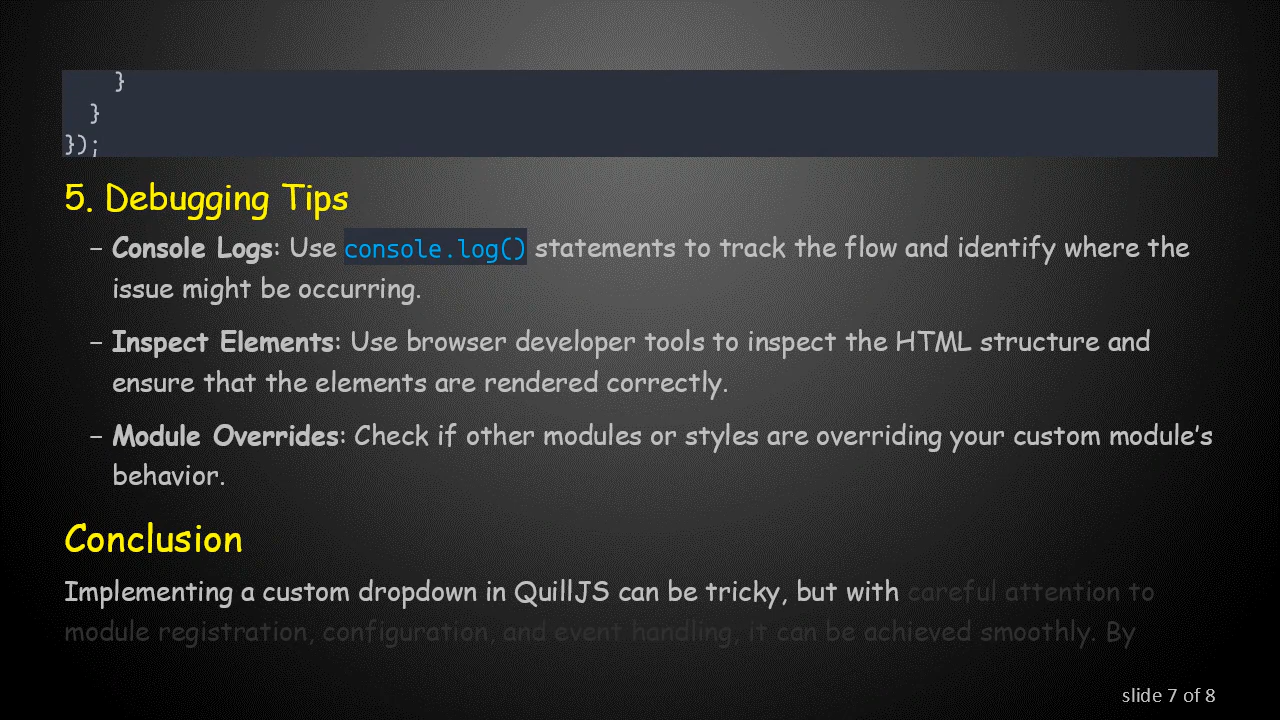 }
}
});
5. Debugging Tips
– Console Logs: Use console.log() statements to track the flow and identify where the
issue might be occurring.
– Inspect Elements: Use browser developer tools to inspect the HTML structure and
ensure that the elements are rendered correctly.
– Module Overrides: Check if other modules or styles are overriding your custom module's
behavior.
Conclusion
Implementing a custom dropdown in QuillJS can be tricky, but with careful attention to
module registration, configuration, and event handling, it can be achieved smoothly. By
slide 7 of 8